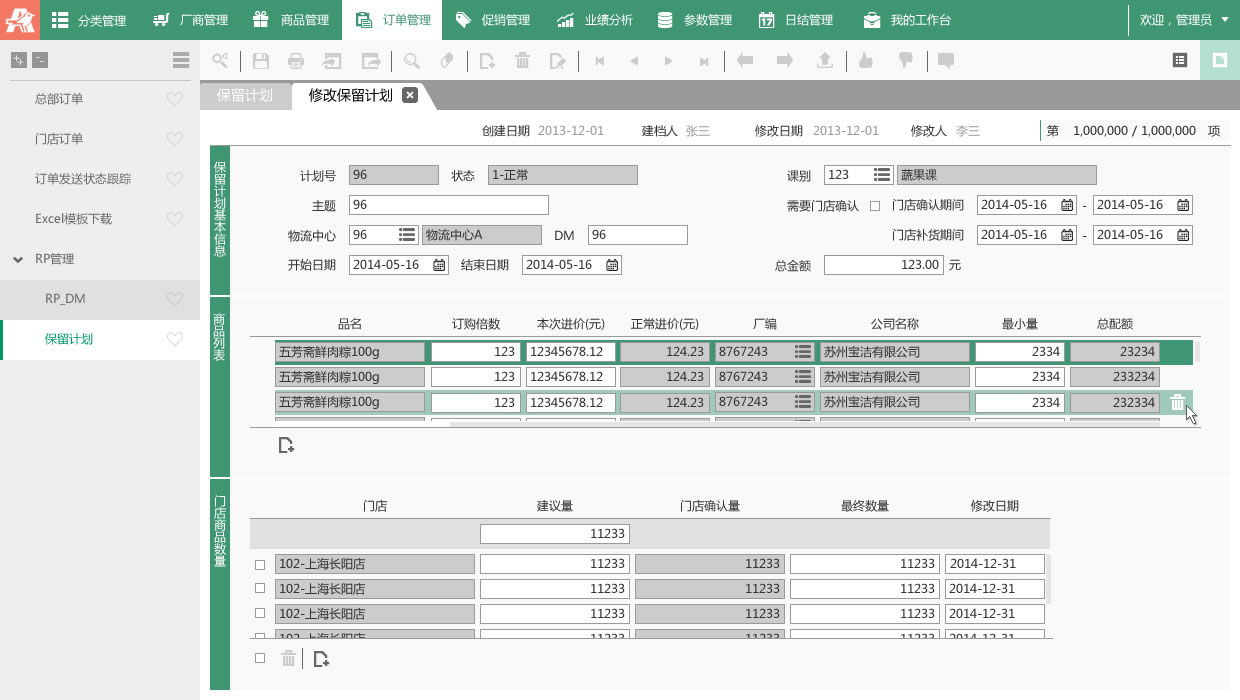 分类管理 厂商管理 商品管理 订单管理 促销管理 业绩分析 参数管理 日结管理 我的工作台 欢迎，管理员
总部订单
门店订单
订单发送状态跟踪
Excel模板下载
RP管理
RP_DM
保留计划
保留计划 修改保留计划
创建日期 2013-12-01 建档人 张三 修改日期 2013-12-01 修改人 李三 第 1,000,000 / 1,000,000 项
保留计划基本信息
计划号 96 状态 1-正常 课别 123 蔬果课
主题 96 需要门店确认 门店确认期间 2014-05-16 - 2014-05-16
物流中心 96 物流中心A DM 96 门店补货期间 2014-05-16 - 2014-05-16
开始日期 2014-05-16 结束日期 2014-05-16 总金额 123.00 元
商品列表
品名 订购倍数 本次进价(元) 正常进价(元) 厂编 公司名称 最小量 总配额
五芳斋鲜肉粽100g 123 12345678.12 124.23 8767243 苏州宝洁有限公司 2334 23234
五芳斋鲜肉粽100g 123 12345678.12 124.23 8767243 苏州宝洁有限公司 2334 233234
五芳斋鲜肉粽100g 123 12345678.12 124.23 8767243 苏州宝洁有限公司 2334 232334
门店商品数量
门店 建议量 门店确认量 最终数量 修改日期
11233
102-上海长阳店 11233 11233 11233 2014-12-31
102-上海长阳店 11233 11233 11233 2014-12-31
102-上海长阳店 11233 11233 11233 2014-12-31
102-上海长阳店 11233 11233 11233 2014-12-31